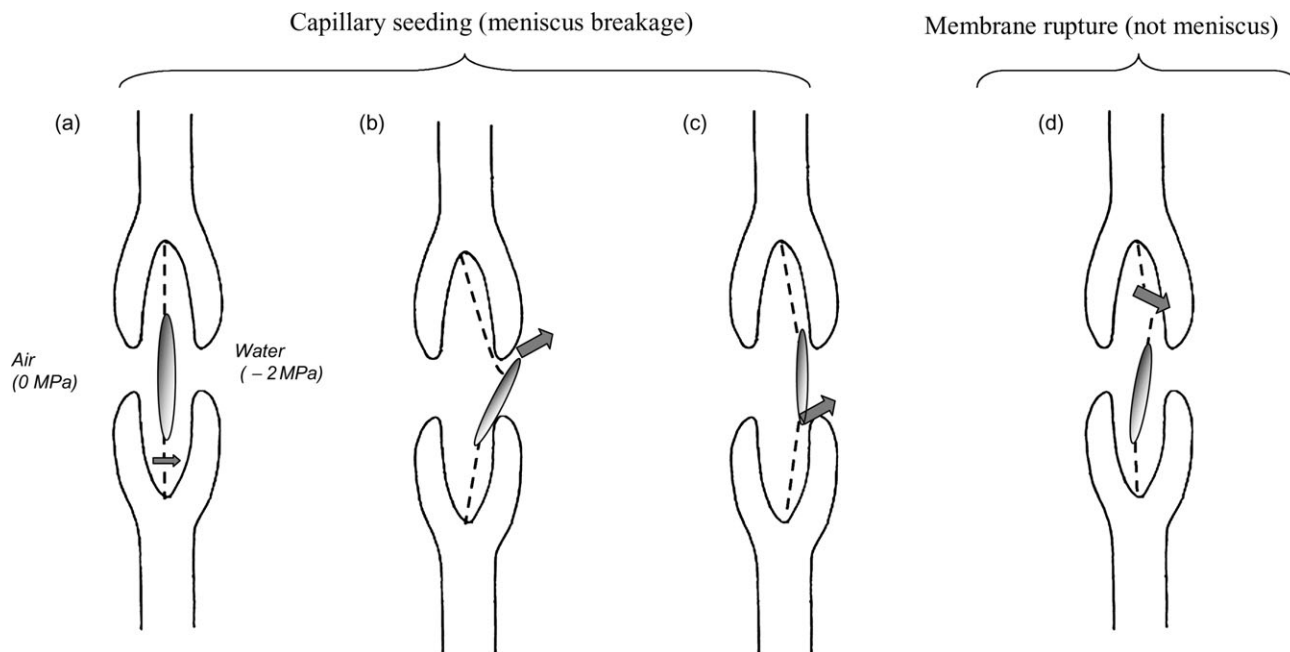 Capillary seeding (meniscus breakage)
Membrane rupture (not meniscus)
(a)
(b)
(c)
(d)
Air
(0 MPa)
Water
( – 2 MPa)